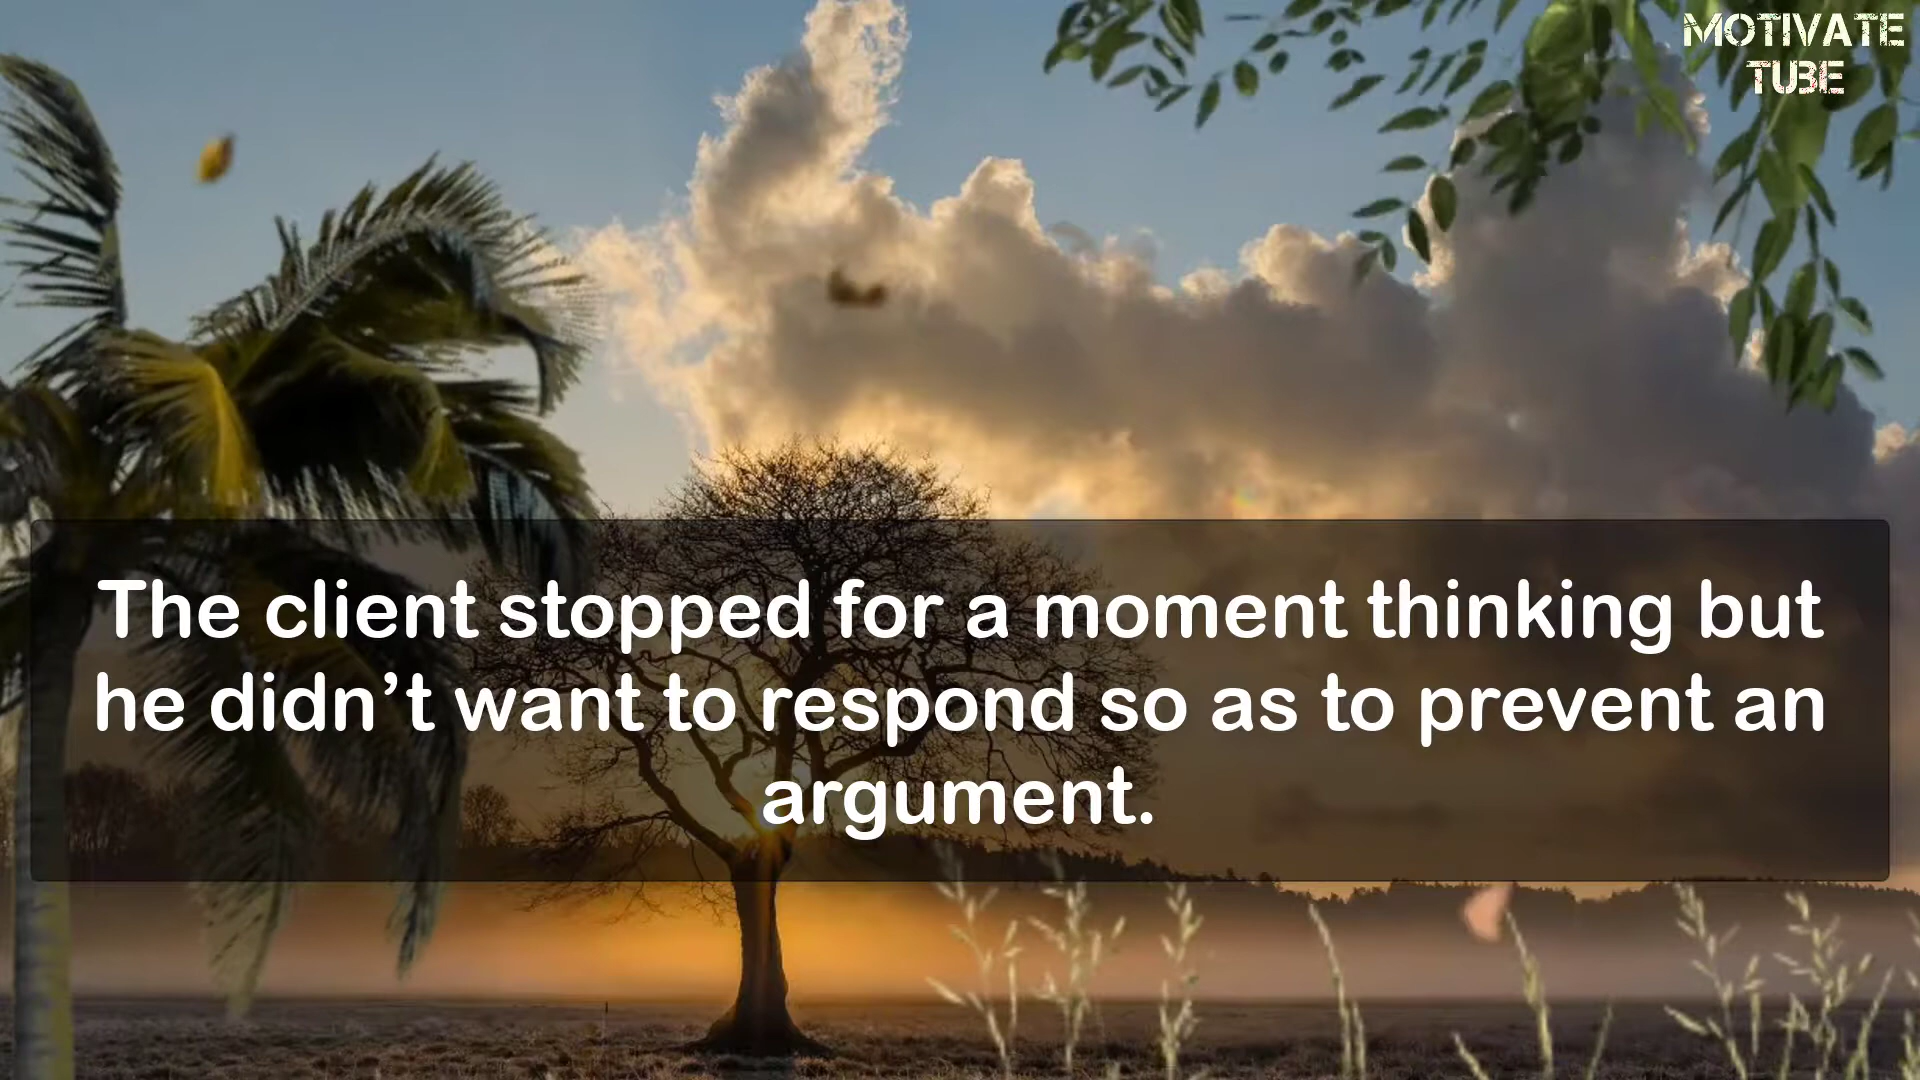 MOTIVATE
TUBE
The client stopped for a moment thinking but
he didn’t want to respond so as to prevent an
argument.